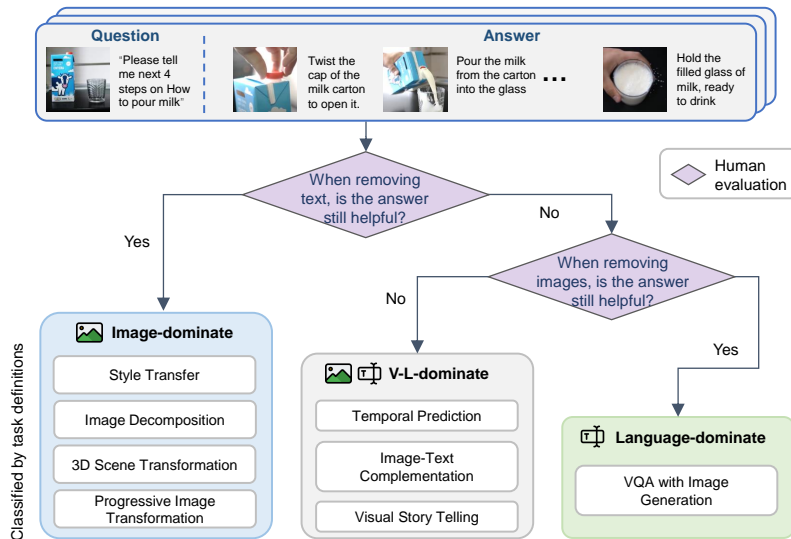 Question
Answer
"Please tell
me next 4
steps on How
to pour milk"
Twist the
cap of the
milk carton
to open it.
Pour the milk
from the carton
into the glass
...
Hold the
filled glass of
milk, ready
to drink
When removing
text, is the answer
still helpful?
Human
evaluation
Yes
No
When removing
images, is the answer
still helpful?
No
Yes
Classified by task definitions
Image-dominate
Style Transfer
Image Decomposition
3D Scene Transformation
Progressive Image
Transformation
T V-L-dominate
Temporal Prediction
Image-Text
Complementation
Visual Story Telling
T Language-dominate
VQA with Image
Generation